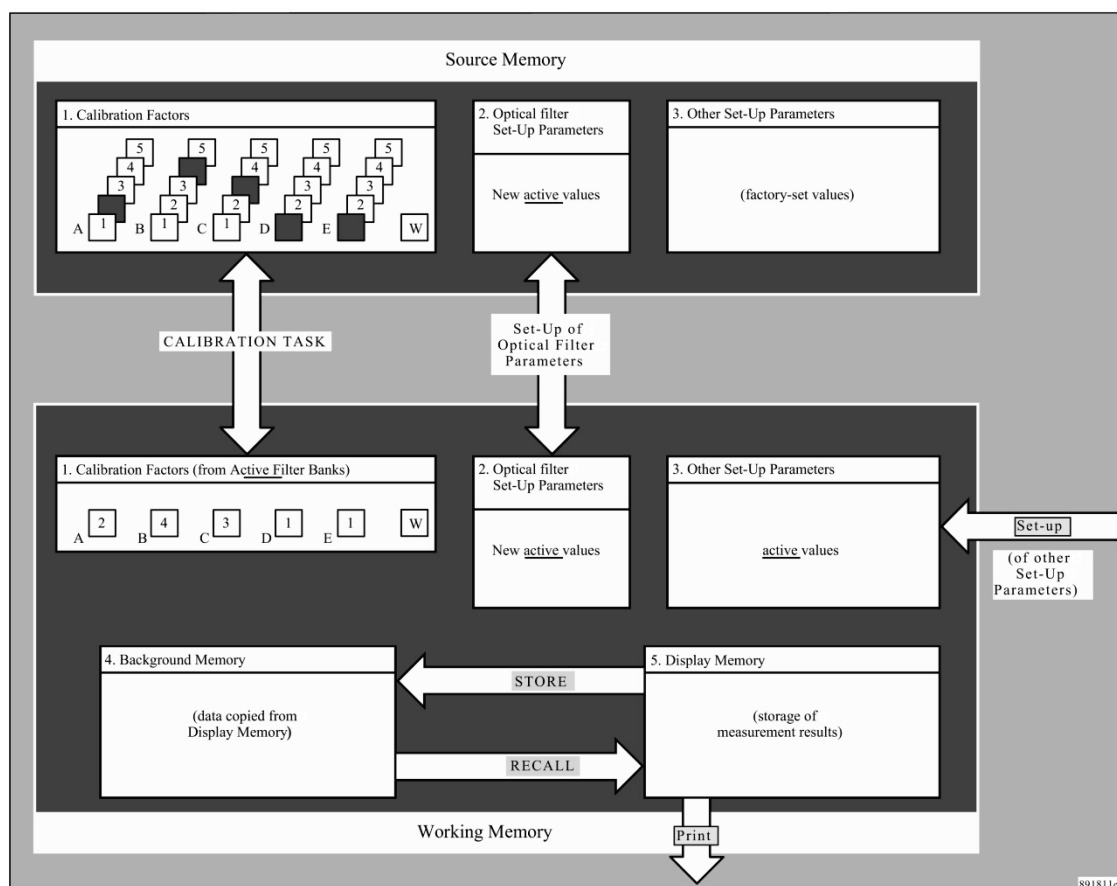 Source Memory
1. Calibration Factors
5 5 5 5 5
4 4 4 4
3 3 3 3
2 2 2 2
A 1 B 1 C 1 D E W
2. Optical filter
Set-Up Parameters
New active values
3. Other Set-Up Parameters
(factory-set values)
CALIBRATION TASK
Set-Up of
Optical Filter
Parameters
1. Calibration Factors (from Active Filter Banks)
A 2 B 4 C 3 D 1 E 1 W
2. Optical filter
Set-Up Parameters
New active values
3. Other Set-Up Parameters
active values
Set-up
(of other
Set-Up
Parameters)
4. Background Memory
(data copied from
Display Memory)
STORE
RECALL
5. Display Memory
(storage of
measurement results)
Print
Working Memory